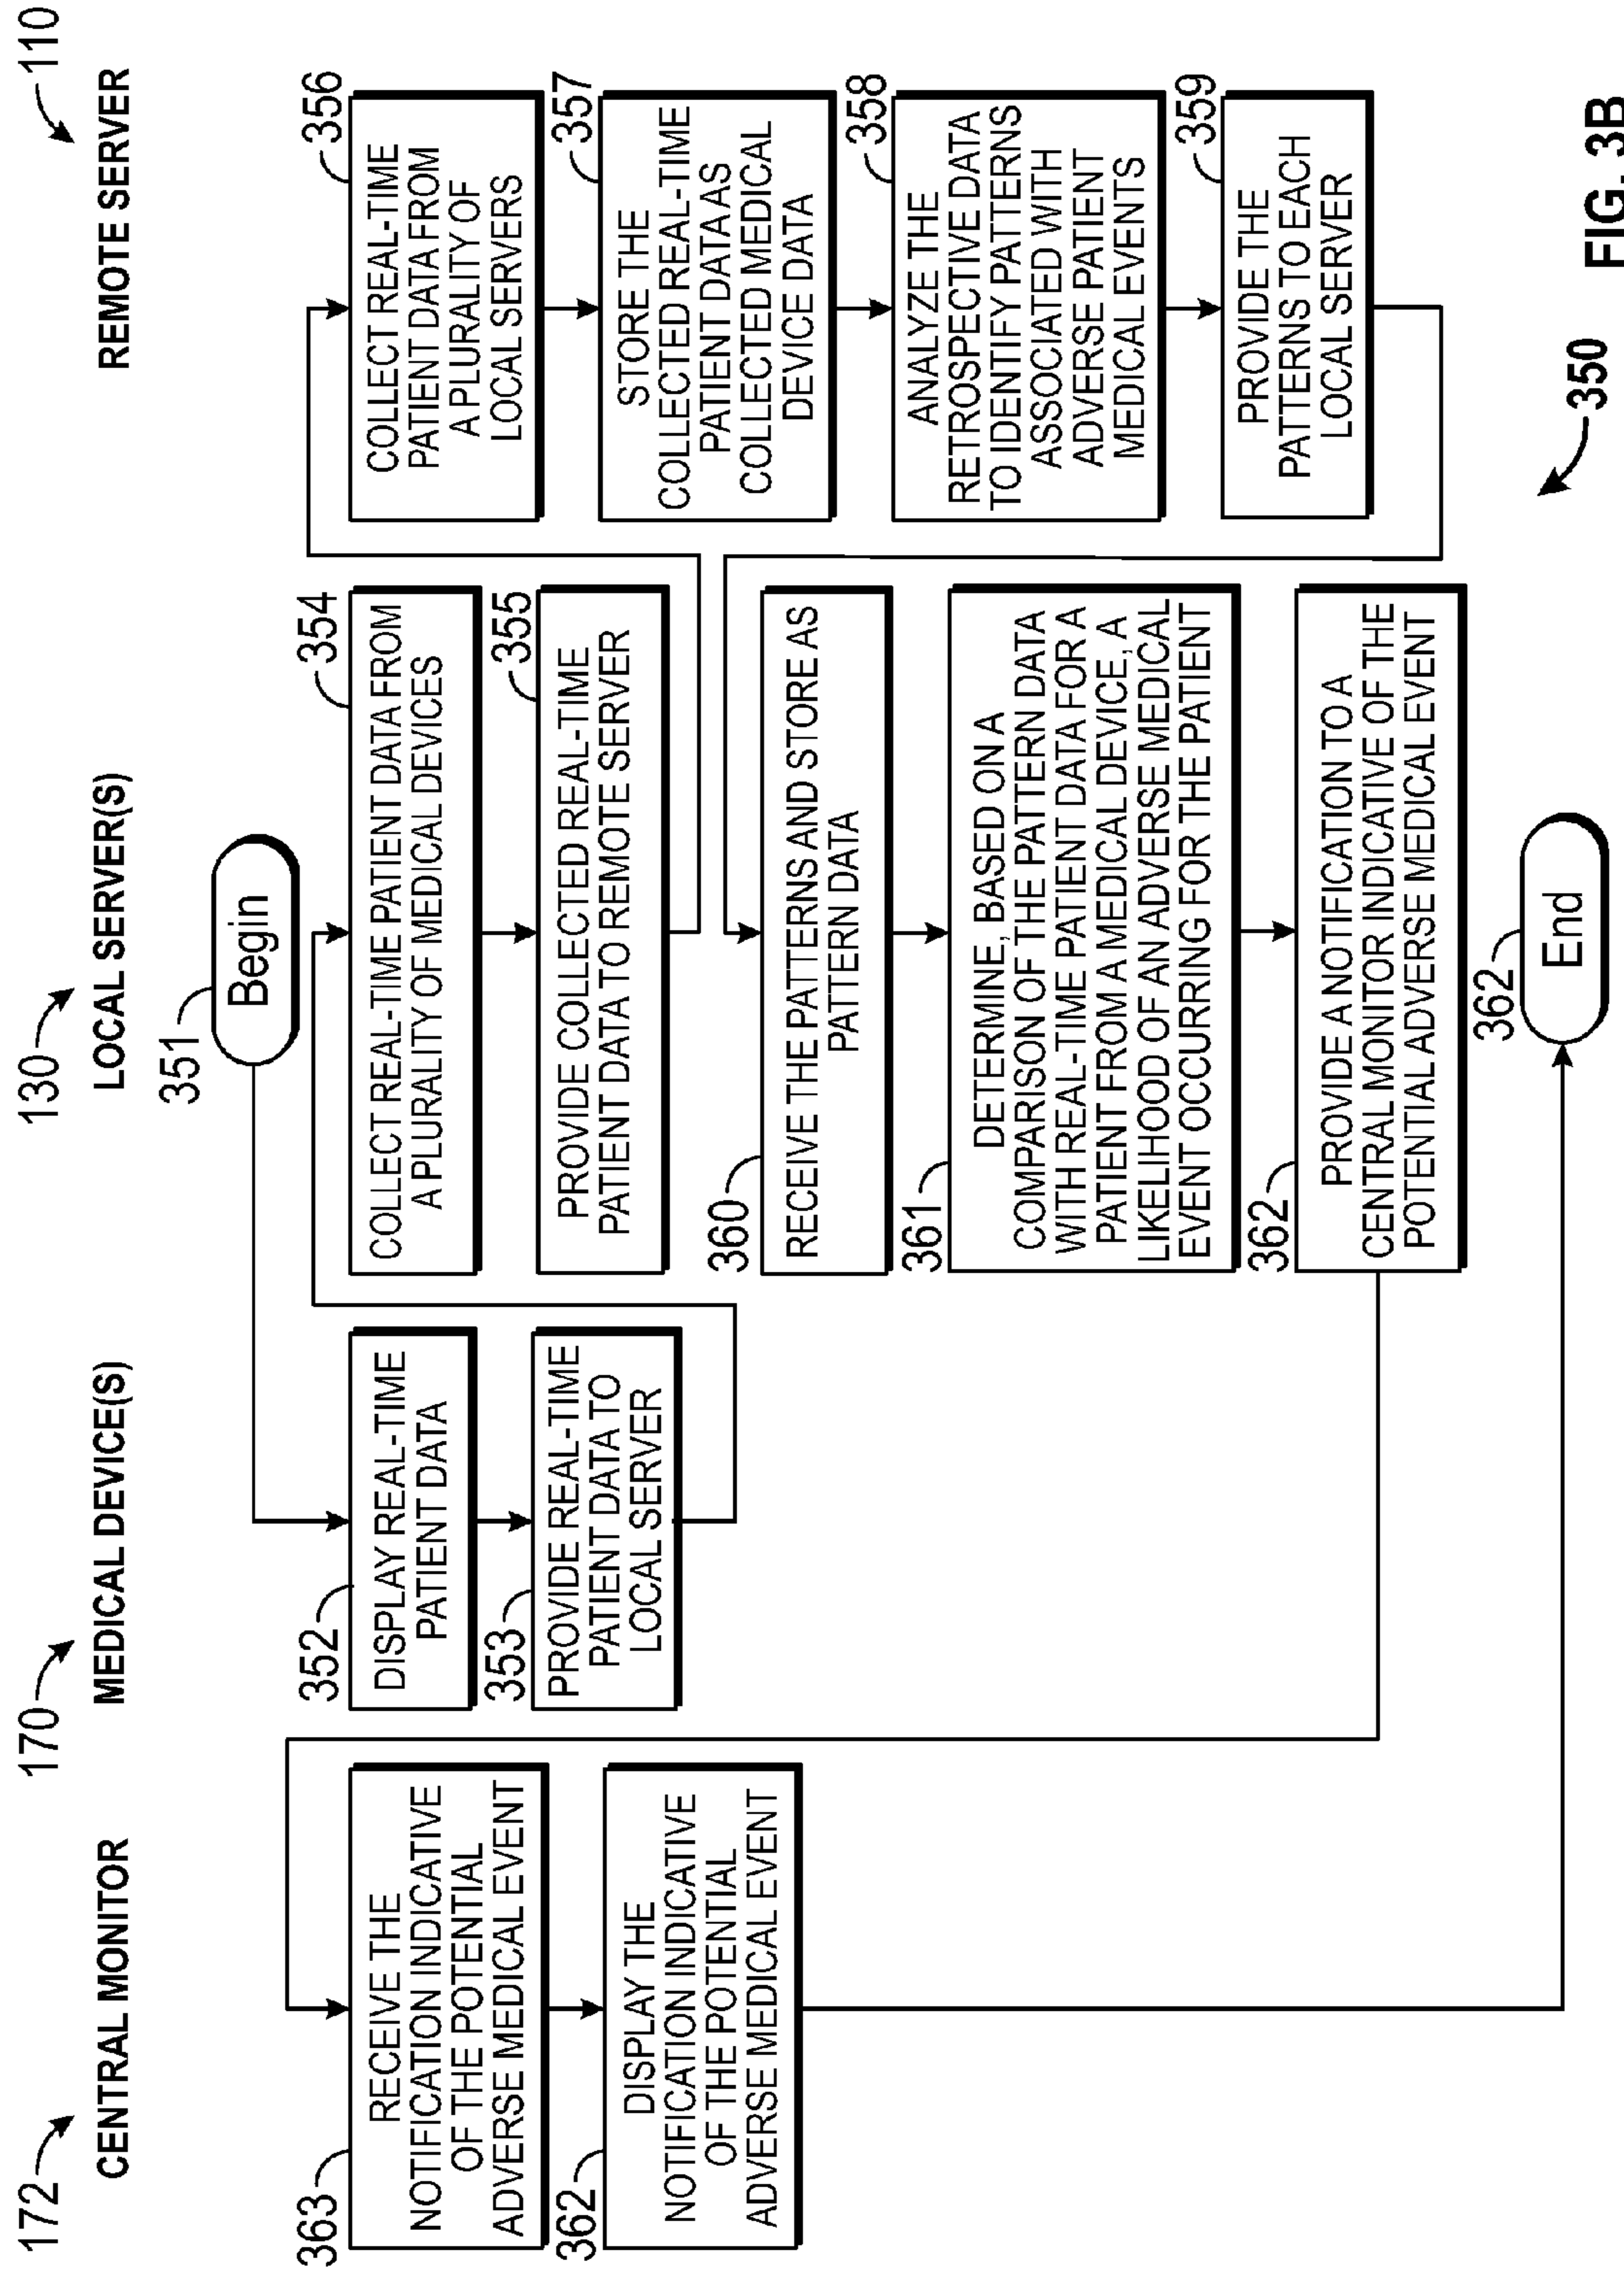 172
CENTRAL MONITOR
170
MEDICAL DEVICE(S)
130
LOCAL SERVER(S)
110
REMOTE SERVER
351
Begin
352
DISPLAY REAL-TIME
PATIENT DATA
353
PROVIDE REAL-TIME
PATIENT DATA TO
LOCAL SERVER
354
COLLECT REAL-TIME PATIENT DATA FROM
A PLURALITY OF MEDICAL DEVICES
355
PROVIDE COLLECTED REAL-TIME
PATIENT DATA TO REMOTE SERVER
356
COLLECT REAL-TIME
PATIENT DATA FROM
A PLURALITY OF
LOCAL SERVERS
357
STORE THE
COLLECTED REAL-TIME
PATIENT DATA AS
COLLECTED MEDICAL
DEVICE DATA
358
ANALYZE THE
RETROSPECTIVE DATA
TO IDENTIFY PATTERNS
ASSOCIATED WITH
ADVERSE PATIENT
MEDICAL EVENTS
359
PROVIDE THE
PATTERNS TO EACH
LOCAL SERVER
360
RECEIVE THE PATTERNS AND STORE AS
PATTERN DATA
361
DETERMINE, BASED ON A
COMPARISON OF THE PATTERN DATA
WITH REAL-TIME PATIENT DATA FOR A
PATIENT FROM A MEDICAL DEVICE, A
LIKELIHOOD OF AN ADVERSE MEDICAL
EVENT OCCURRING FOR THE PATIENT
362
PROVIDE A NOTIFICATION TO A
CENTRAL MONITOR INDICATIVE OF THE
POTENTIAL ADVERSE MEDICAL EVENT
363
RECEIVE THE
NOTIFICATION INDICATIVE
OF THE POTENTIAL
ADVERSE MEDICAL EVENT
362
DISPLAY THE
NOTIFICATION INDICATIVE
OF THE POTENTIAL
ADVERSE MEDICAL EVENT
362
End
350
FIG. 3B